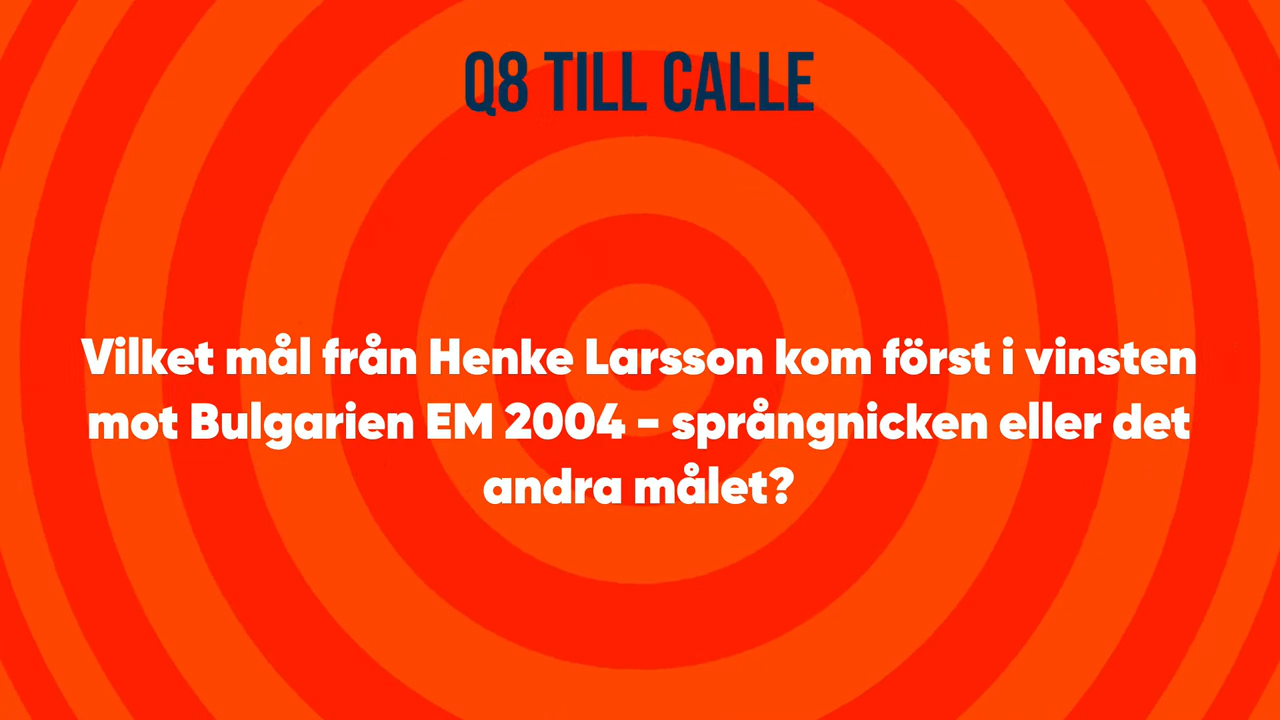 Q8 TILL CALLE
Vilket mål från Henke Larsson kom först i vinsten
mot Bulgarien EM 2004 - språngnicken eller det
andra målet?